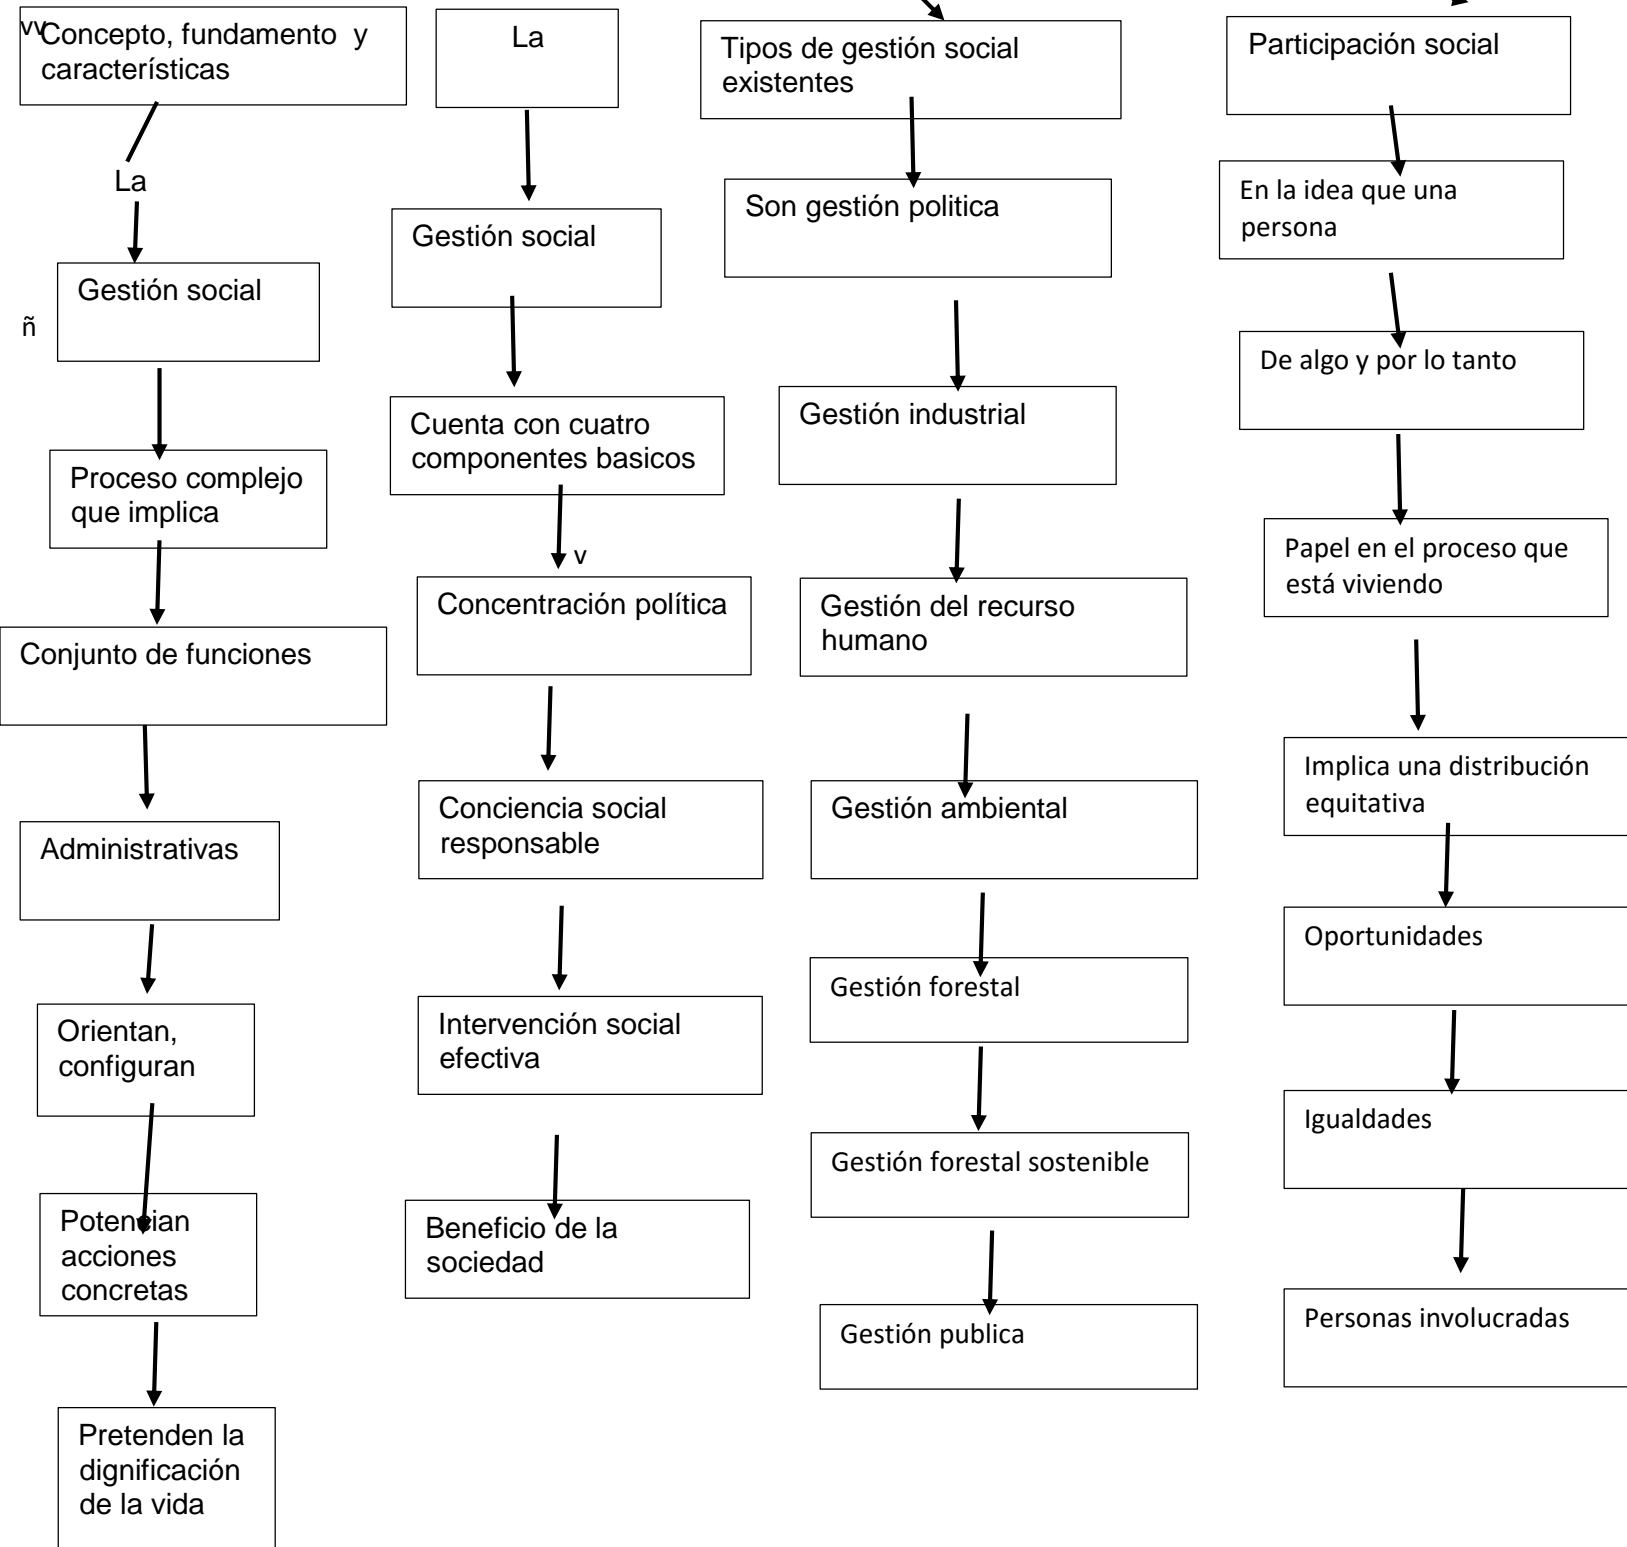 vv
Concepto, fundamento y
características
La
Gestión social
ñ
Proceso complejo
que implica
Conjunto de funciones
Administrativas
Orientan,
configuran
Potencian
acciones
concretas
Pretenden la
dignificación
de la vida
La
Gestión social
Cuenta con cuatro
componentes basicos
v
Concentración política
Conciencia social
responsable
Intervención social
efectiva
Beneficio de la
sociedad
Tipos de gestión social
existentes
Son gestión politica
Gestión industrial
Gestión del recurso
humano
Gestión ambiental
Gestión forestal
Gestión forestal sostenible
Gestión publica
Participación social
En la idea que una
persona
De algo y por lo tanto
Papel en el proceso que
está viviendo
Implica una distribución
equitativa
Oportunidades
Igualdades
Personas involucradas